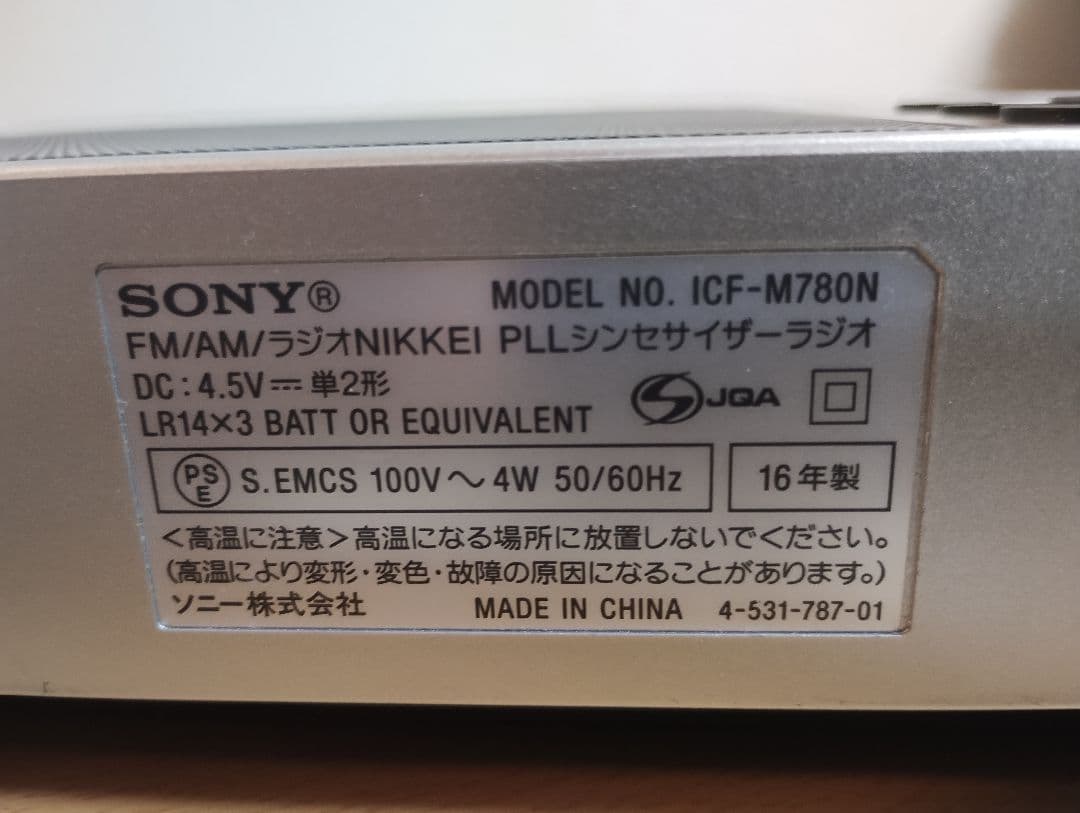 SONY® MODEL NO. ICF-M780N
FM/AM/ラジオNIKKEI PLLシンセサイザーラジオ
DC:4.5V⎓単2形
LR14×3 BATT OR EQUIVALENT
S JQA
PSE S.EMCS 100V～4W 50/60Hz 16年製
＜高温に注意＞高温になる場所に放置しないでください。
(高温により変形・変色・故障の原因になることがあります。)
ソニー株式会社 MADE IN CHINA 4-531-787-01